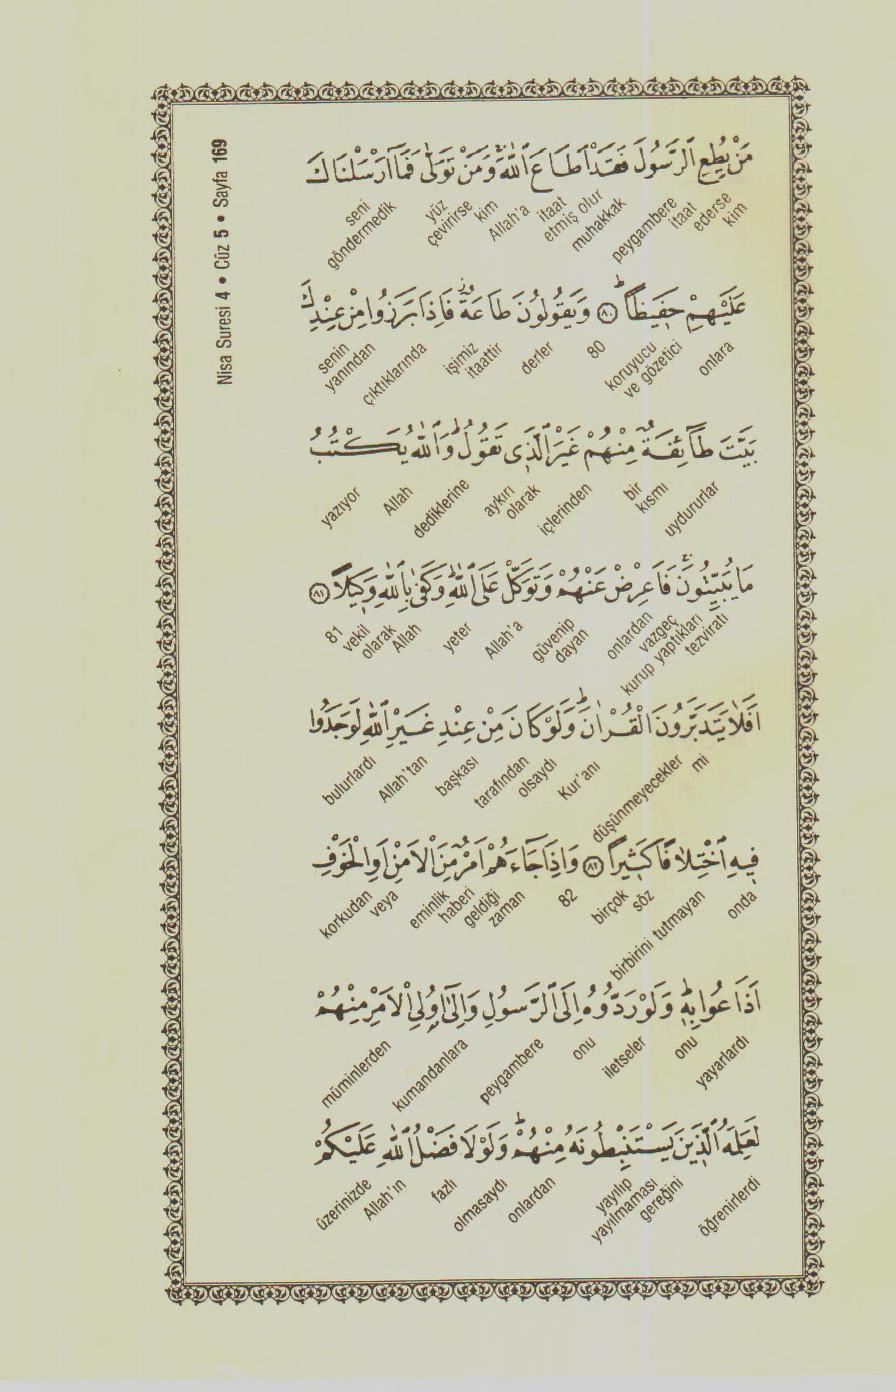 Nisa Suresi 4 • Cüz 5 • Sayfa 169
مَنْ يُطِعِ الرَّسُولَ فَقَدْ اَطَاعَ اللّٰهَۚ وَمَنْ تَوَلّٰى فَمَٓا اَرْسَلْنَاكَ
kim ederse itaat peygambere muhakkak itaat etmiş olur Allah'a kim yüz çevirirse seni göndermedik
عَلَيْهِمْ حَفٖيظًاؕ ﴿٨٠﴾ وَيَقُولُونَ طَاعَةٌؗ فَاِذَا بَرَزُوا مِنْ عِنْدِكَ
onlara koruyucu ve gözetici 80 derler işimiz itaattir çıktıklarında senin yanından
بَيَّتَ طَٓائِفَةٌ مِنْهُمْ غَيْرَ الَّذٖى تَقُولُؕ وَاللّٰهُ يَكْتُبُ
uydururlar bir kısmı içlerinden aykırı olarak dediklerine Allah yazıyor
مَا يُبَيِّتُونَۚ فَاَعْرِضْ عَنْهُمْ وَتَوَكَّلْ عَلَى اللّٰهِؕ وَكَفٰى بِاللّٰهِ وَكٖيلًا ﴿٨١﴾
kurup yaptıkları tezviratı onlardan vazgeç güvenip dayan Allah'a yeter Allah vekil olarak 81
اَفَلَا يَتَدَبَّرُونَ الْقُرْاٰنَؕ وَلَوْ كَانَ مِنْ عِنْدِ غَيْرِ اللّٰهِ لَوَجَدُوا
mi düşünmeyecekler Kur'anı olsaydı tarafından başkası Allah'tan bulurlardı
فٖيهِ اخْتِلَافًا كَثٖيرًا ﴿٨٢﴾ وَاِذَا جَٓاءَهُمْ اَمْرٌ مِنَ الْاَمْنِ اَوِ الْخَوْفِ
onda birbirini tutmayan birçok söz 82 geldiği zaman eminlik haberi veya korkudan
اَذَاعُوا بِهٖؕ وَلَوْ رَدُّوهُ اِلَى الرَّسُولِ وَاِلٰٓى اُو۬لِى الْاَمْرِ مِنْهُمْ
yayarlardı onu iletseler onu peygambere kumandanlara müminlerden
لَعَلِمَهُ الَّذٖينَ يَسْتَنْبِطُونَهُ مِنْهُمْؕ وَلَوْلَا فَضْلُ اللّٰهِ عَلَيْكُمْ
öğrenirlerdi yayılıp yayılmaması gereğini onlardan olmasaydı fazlı Allah'ın üzerinizde